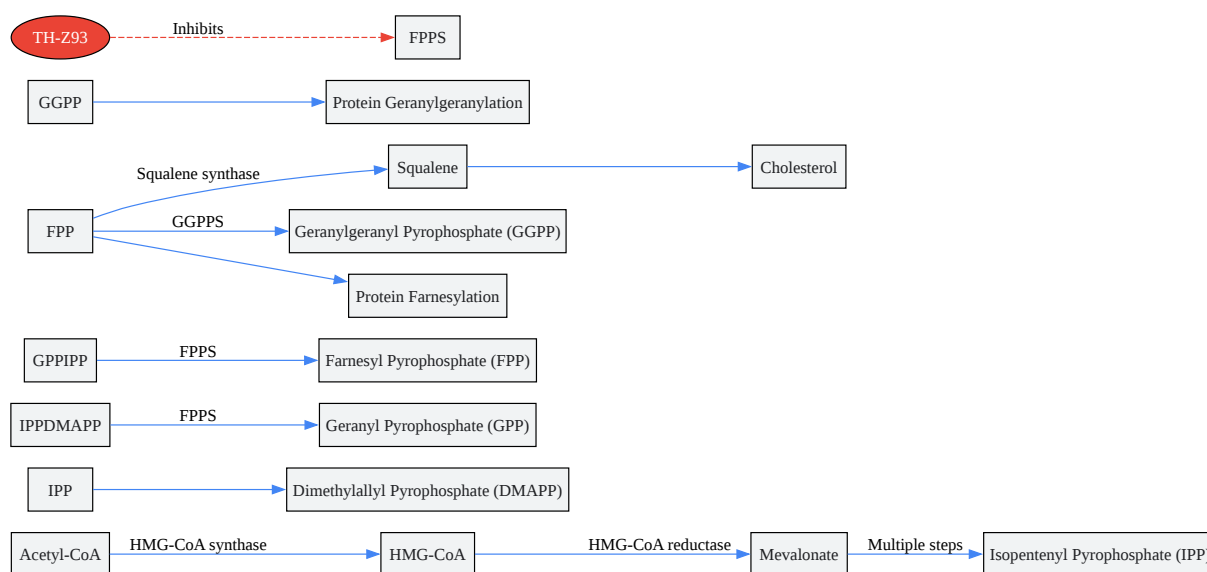 TH-Z93
Inhibits
FPPS
GGPP
Protein Geranylgeranylation
Squalene synthase
Squalene
Cholesterol
FPP
GGPPS
Geranylgeranyl Pyrophosphate (GGPP)
Protein Farnesylation
GPPIPP
FPPS
Farnesyl Pyrophosphate (FPP)
IPPDMAPP
FPPS
Geranyl Pyrophosphate (GPP)
IPP
Dimethylallyl Pyrophosphate (DMAPP)
Acetyl-CoA
HMG-CoA synthase
HMG-CoA
HMG-CoA reductase
Mevalonate
Multiple steps
Isopentenyl Pyrophosphate (IPP)